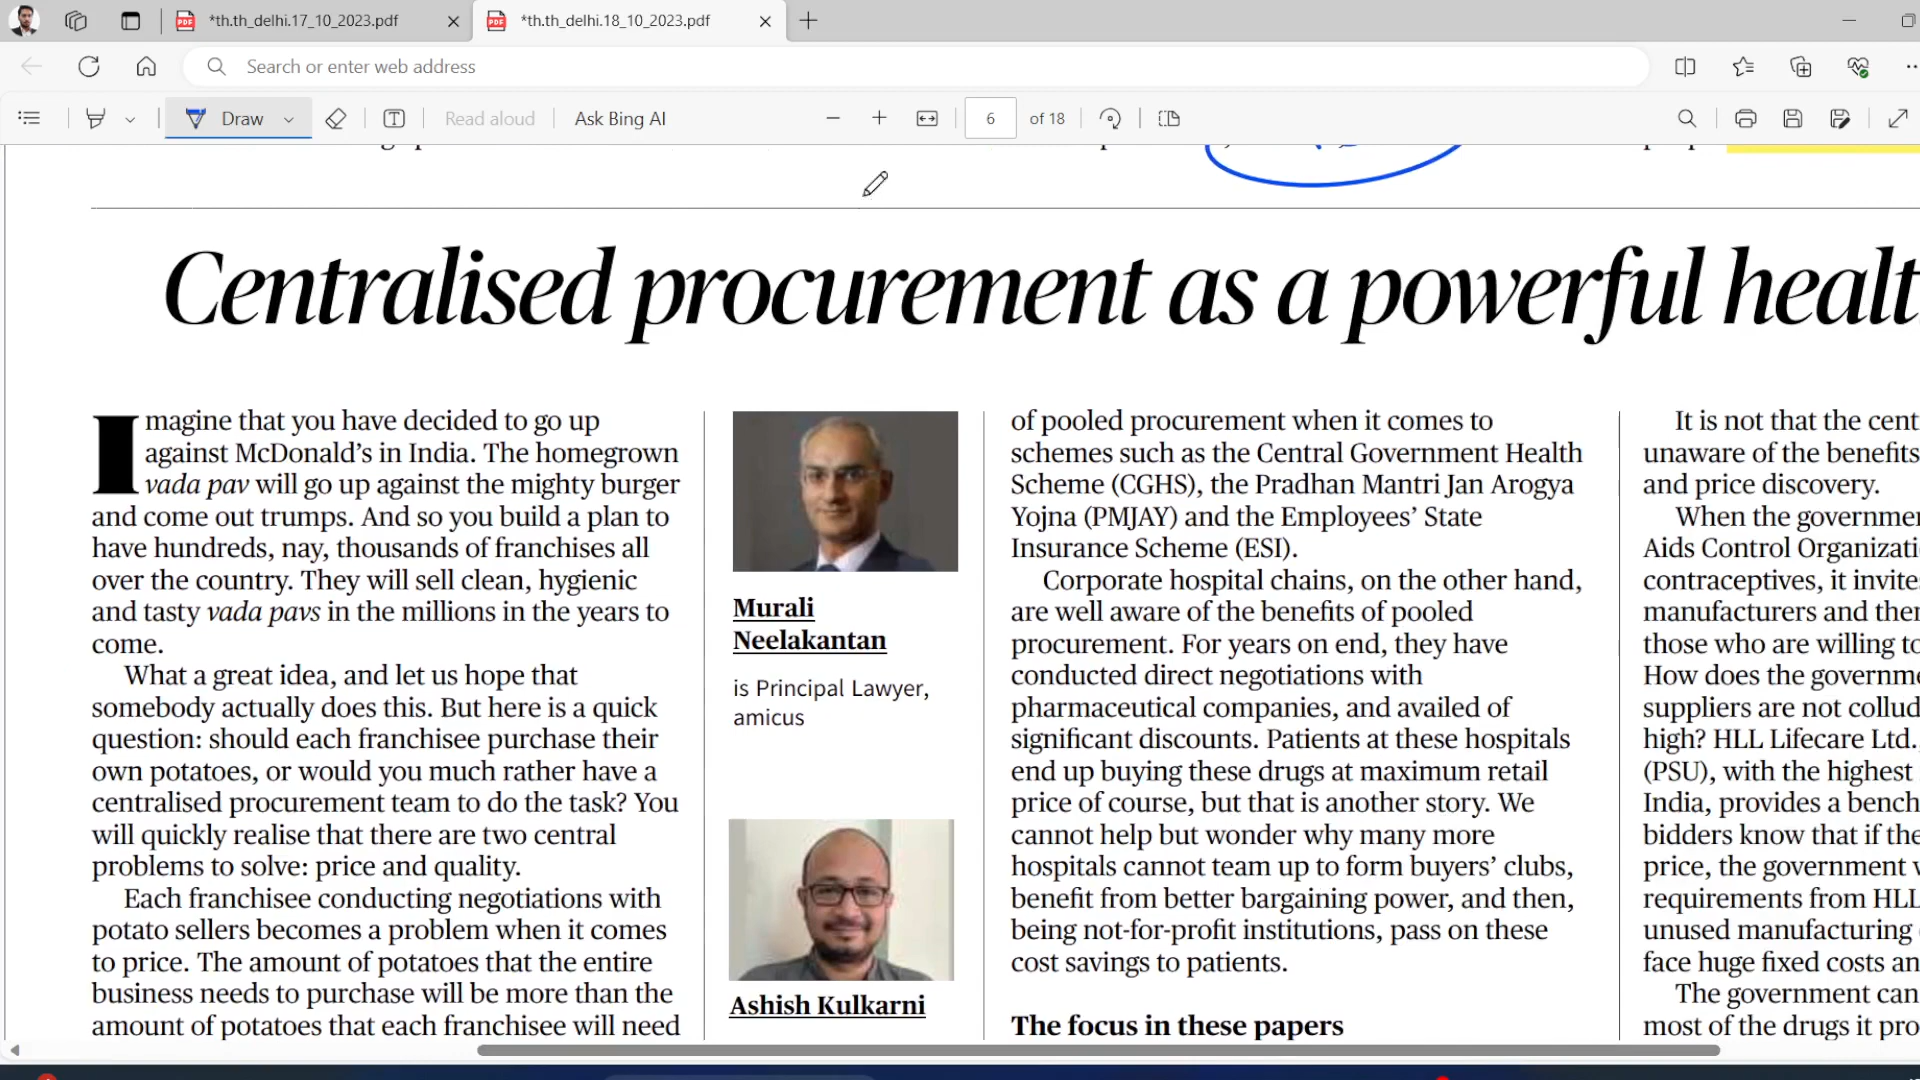 *th.th_delhi.17_10_2023.pdf
*th.th_delhi.18_10_2023.pdf
Search or enter web address
Draw
Read aloud
Ask Bing AI
6
of 18
Centralised procurement as a powerful healt
Imagine that you have decided to go up
against McDonald's in India. The homegrown
vada pav will go up against the mighty burger
and come out trumps. And so you build a plan to
have hundreds, nay, thousands of franchises all
over the country. They will sell clean, hygienic
and tasty vada pavs in the millions in the years to
come.
What a great idea, and let us hope that
somebody actually does this. But here is a quick
question: should each franchisee purchase their
own potatoes, or would you much rather have a
centralised procurement team to do the task? You
will quickly realise that there are two central
problems to solve: price and quality.
Each franchisee conducting negotiations with
potato sellers becomes a problem when it comes
to price. The amount of potatoes that the entire
business needs to purchase will be more than the
amount of potatoes that each franchisee will need
Murali
Neelakantan
is Principal Lawyer,
amicus
Ashish Kulkarni
of pooled procurement when it comes to
schemes such as the Central Government Health
Scheme (CGHS), the Pradhan Mantri Jan Arogya
Yojna (PMJAY) and the Employees' State
Insurance Scheme (ESI).
Corporate hospital chains, on the other hand,
are well aware of the benefits of pooled
procurement. For years on end, they have
conducted direct negotiations with
pharmaceutical companies, and availed of
significant discounts. Patients at these hospitals
end up buying these drugs at maximum retail
price of course, but that is another story. We
cannot help but wonder why many more
hospitals cannot team up to form buyers' clubs,
benefit from better bargaining power, and then,
being not-for-profit institutions, pass on these
cost savings to patients.
The focus in these papers
It is not that the cent
unaware of the benefits
and price discovery.
When the governme
Aids Control Organizati
contraceptives, it invite
manufacturers and the
those who are willing to
How does the governme
suppliers are not collud
high? HLL Lifecare Ltd.
(PSU), with the highest
India, provides a bench
bidders know that if the
price, the government
requirements from HLL
unused manufacturing
face huge fixed costs an
The government can
most of the drugs it pro